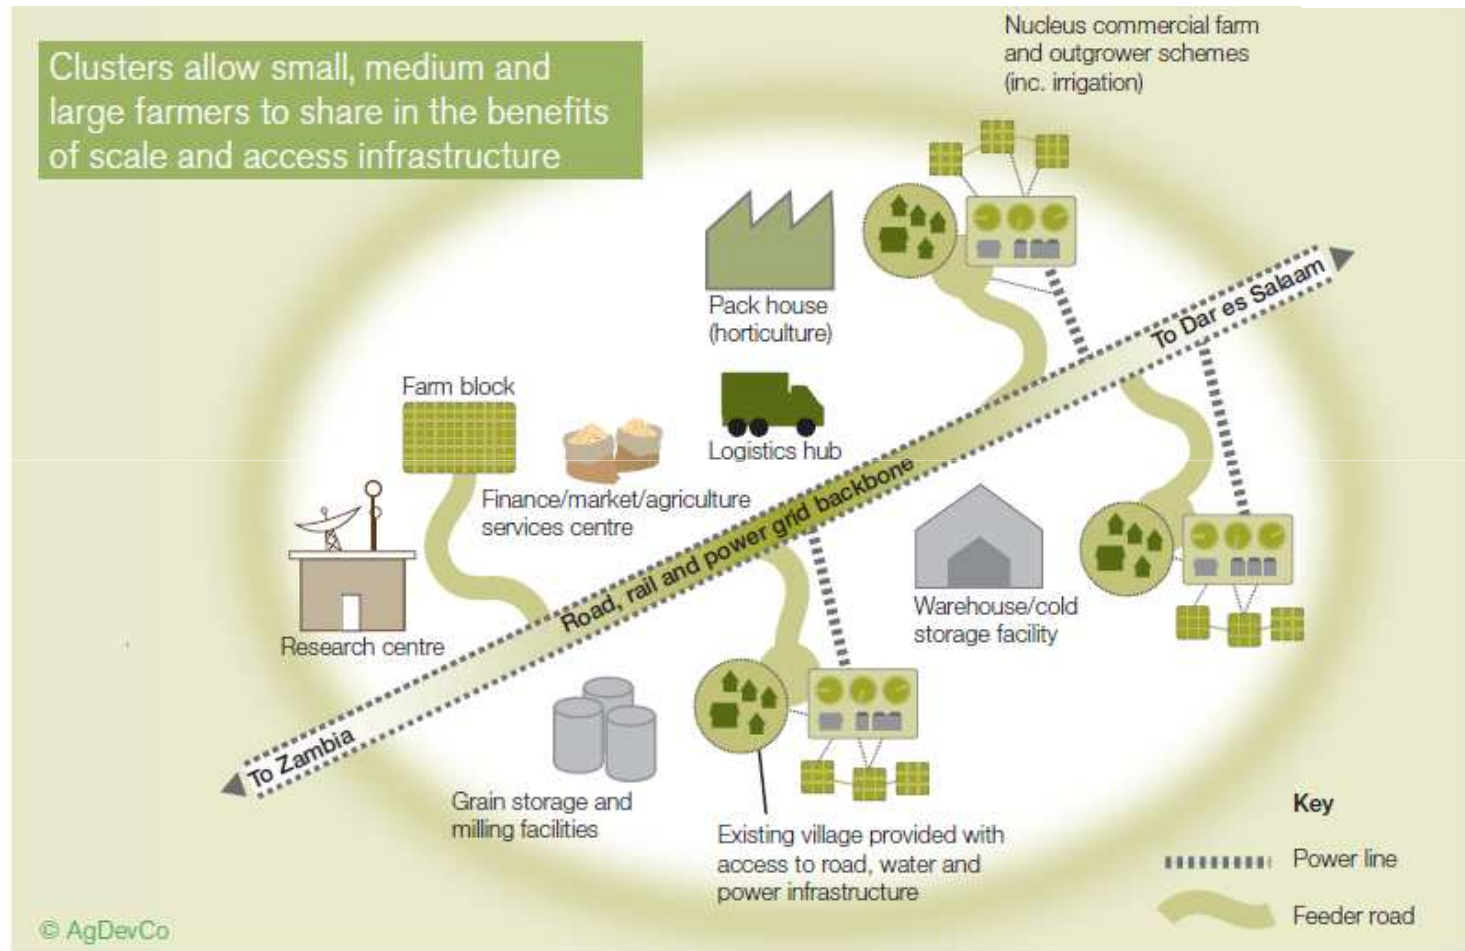 Clusters allow small, medium and
large farmers to share in the benefits
of scale and access infrastructure
Nucleus commercial farm
and outgrower schemes
(inc. irrigation)
Pack house
(horticulture)
To Dar es Salaam
Farm block
Logistics hub
Finance/market/agriculture
services centre
Road, rail and power grid backbone
Research centre
Warehouse/cold
storage facility
To Zambia
Grain storage and
milling facilities
Existing village provided with
access to road, water and
power infrastructure
Key
Power line
Feeder road
© AgDevCo